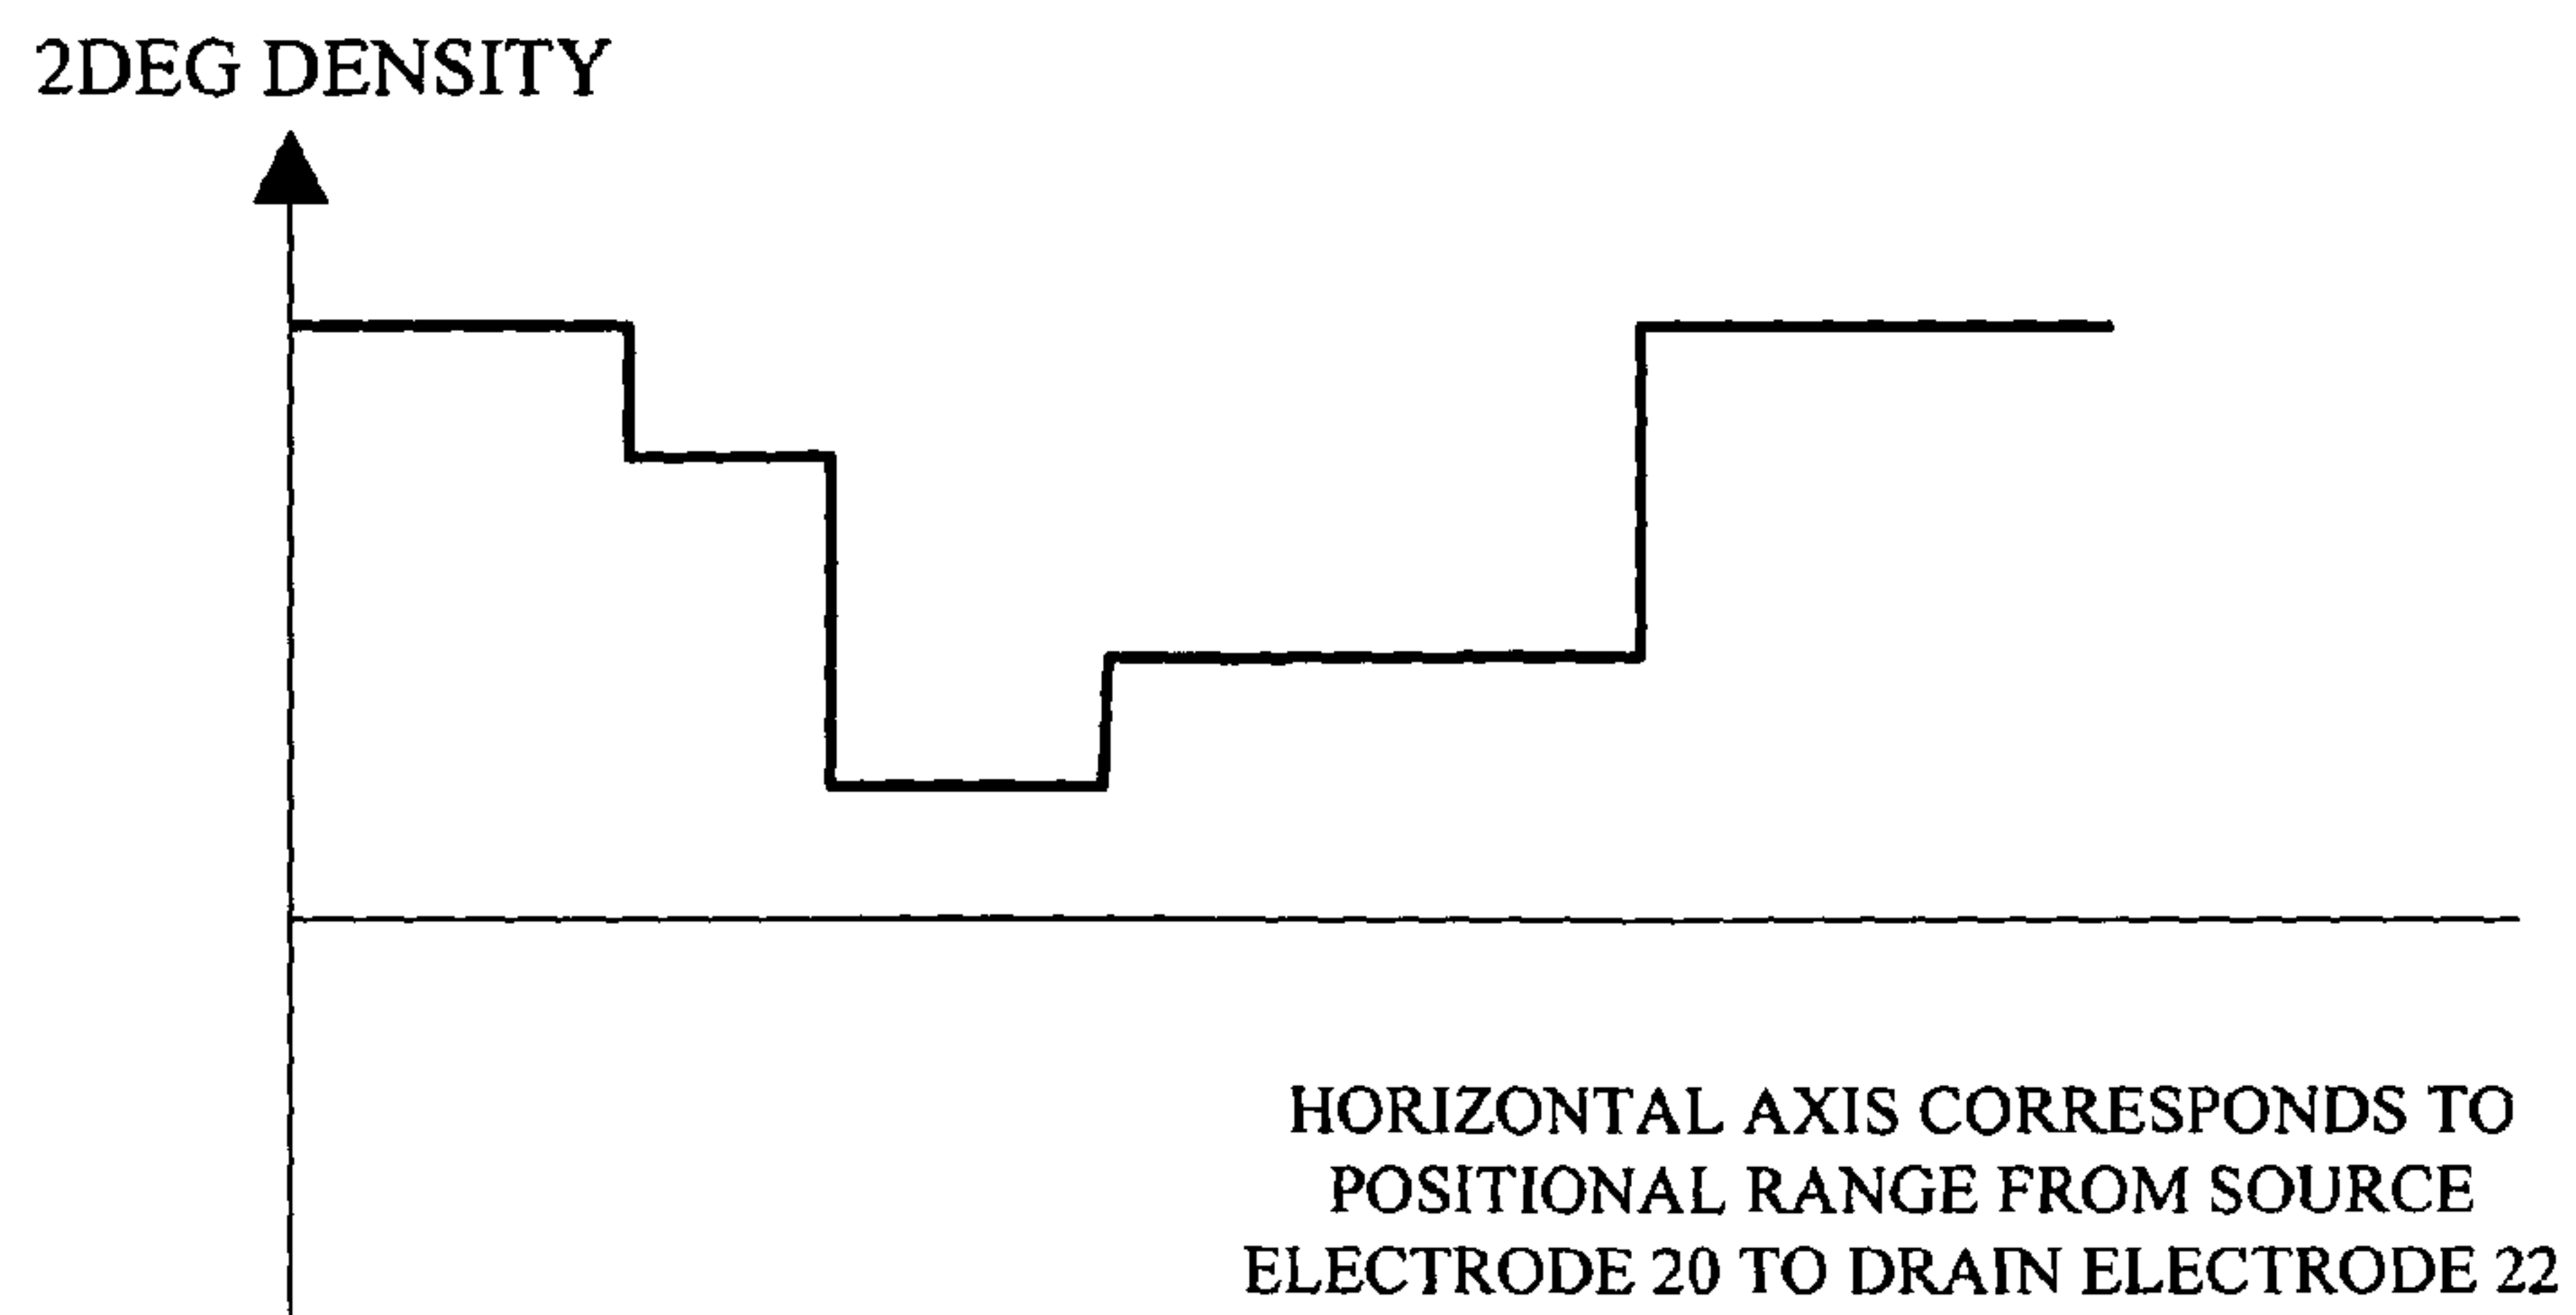 2DEG DENSITY
HORIZONTAL AXIS CORRESPONDS TO
POSITIONAL RANGE FROM SOURCE
ELECTRODE 20 TO DRAIN ELECTRODE 22